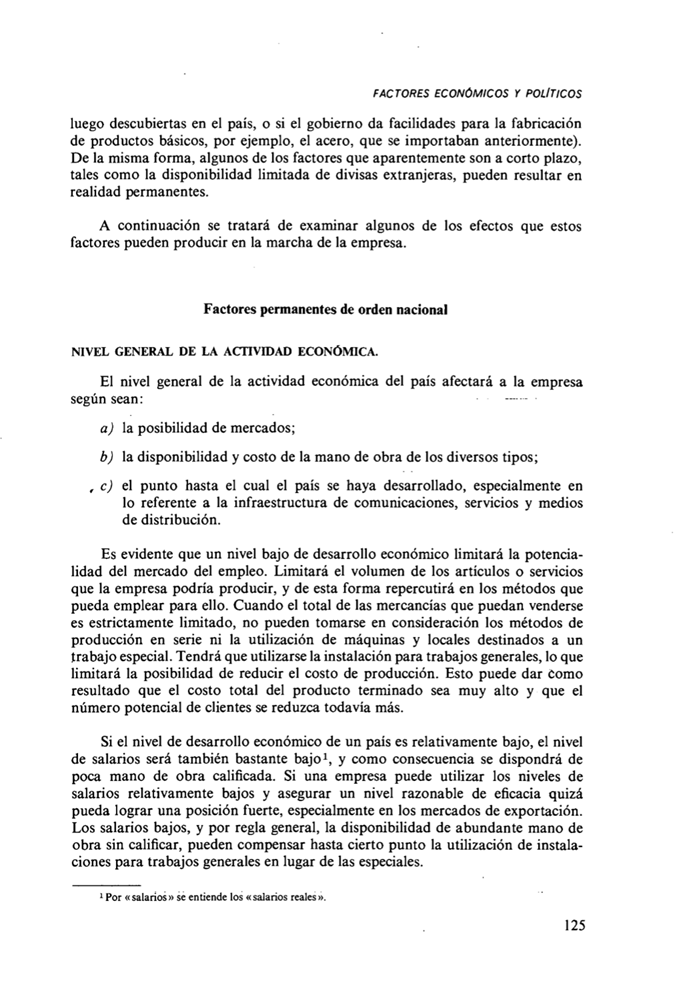 FACTORES ECONÓMICOS Y POLÍTICOS
luego descubiertas en el país, o si el gobierno da facilidades para la fabricación
de productos básicos, por ejemplo, el acero, que se importaban anteriormente).
De la misma forma, algunos de los factores que aparentemente son a corto plazo,
tales como la disponibilidad limitada de divisas extranjeras, pueden resultar en
realidad permanentes.
A continuación se tratará de examinar algunos de los efectos que estos
factores pueden producir en la marcha de la empresa.
Factores permanentes de orden nacional
NIVEL GENERAL DE LA ACTIVIDAD ECONÓMICA.
El nivel general de la actividad económica del país afectará a la empresa
según sean:
a) la posibilidad de mercados;
b) la disponibilidad y costo de la mano de obra de los diversos tipos;
c) el punto hasta el cual el país se haya desarrollado, especialmente en
lo referente a la infraestructura de comunicaciones, servicios y medios
de distribución.
Es evidente que un nivel bajo de desarrollo económico limitará la potencia-
lidad del mercado del empleo. Limitará el volumen de los artículos o servicios
que la empresa podría producir, y de esta forma repercutirá en los métodos que
pueda emplear para ello. Cuando el total de las mercancías que puedan venderse
es estrictamente limitado, no pueden tomarse en consideración los métodos de
producción en serie ni la utilización de máquinas y locales destinados a un
trabajo especial. Tendrá que utilizarse la instalación para trabajos generales, lo que
limitará la posibilidad de reducir el costo de producción. Esto puede dar como
resultado que el costo total del producto terminado sea muy alto y que el
número potencial de clientes se reduzca todavía más.
Si el nivel de desarrollo económico de un país es relativamente bajo, el nivel
de salarios será también bastante bajo¹, y como consecuencia se dispondrá de
poca mano de obra calificada. Si una empresa puede utilizar los niveles de
salarios relativamente bajos y asegurar un nivel razonable de eficacia quizá
pueda lograr una posición fuerte, especialmente en los mercados de exportación.
Los salarios bajos, y por regla general, la disponibilidad de abundante mano de
obra sin calificar, pueden compensar hasta cierto punto la utilización de instala-
ciones para trabajos generales en lugar de las especiales.
¹ Por «salarios» se entiende los «salarios reales».
125